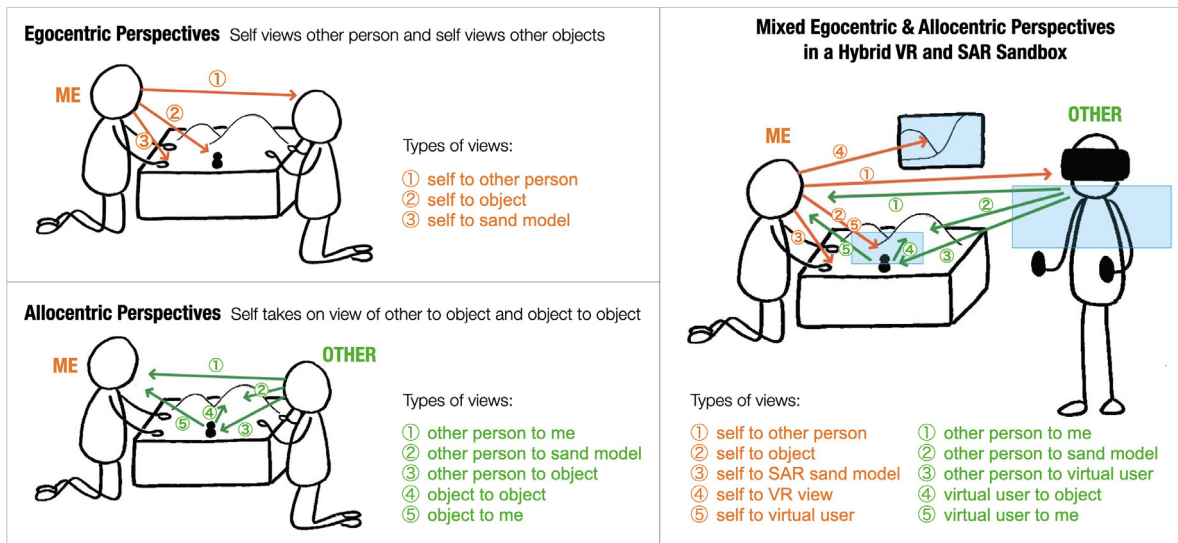 Egocentric Perspectives Self views other person and self views other objects
ME
①
②
③
Types of views:
① self to other person
② self to object
③ self to sand model
Allocentric Perspectives Self takes on view of other to object and object to object
ME
OTHER
①
②
④
⑤
③
Types of views:
① other person to me
② other person to sand model
③ other person to object
④ object to object
⑤ object to me
Mixed Egocentric & Allocentric Perspectives
in a Hybrid VR and SAR Sandbox
ME
OTHER
④
①
①
②
②
⑤
③
⑤
④
③
Types of views:
① self to other person
② self to object
③ self to SAR sand model
④ self to VR view
⑤ self to virtual user
① other person to me
② other person to sand model
③ other person to virtual user
④ virtual user to object
⑤ virtual user to me